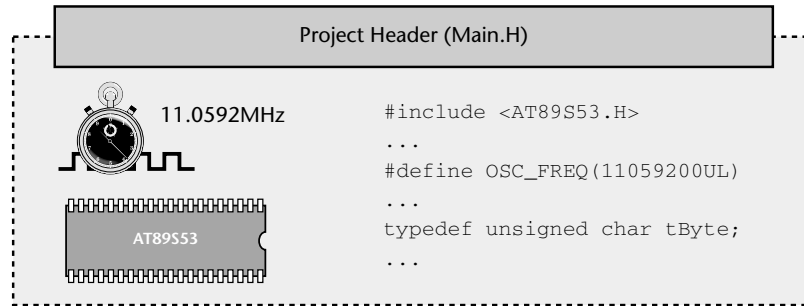 Project Header (Main.H)
11.0592MHz
AT89S53
#include <AT89S53.H>
...
#define OSC_FREQ(11059200UL)
...
typedef unsigned char tByte;
...